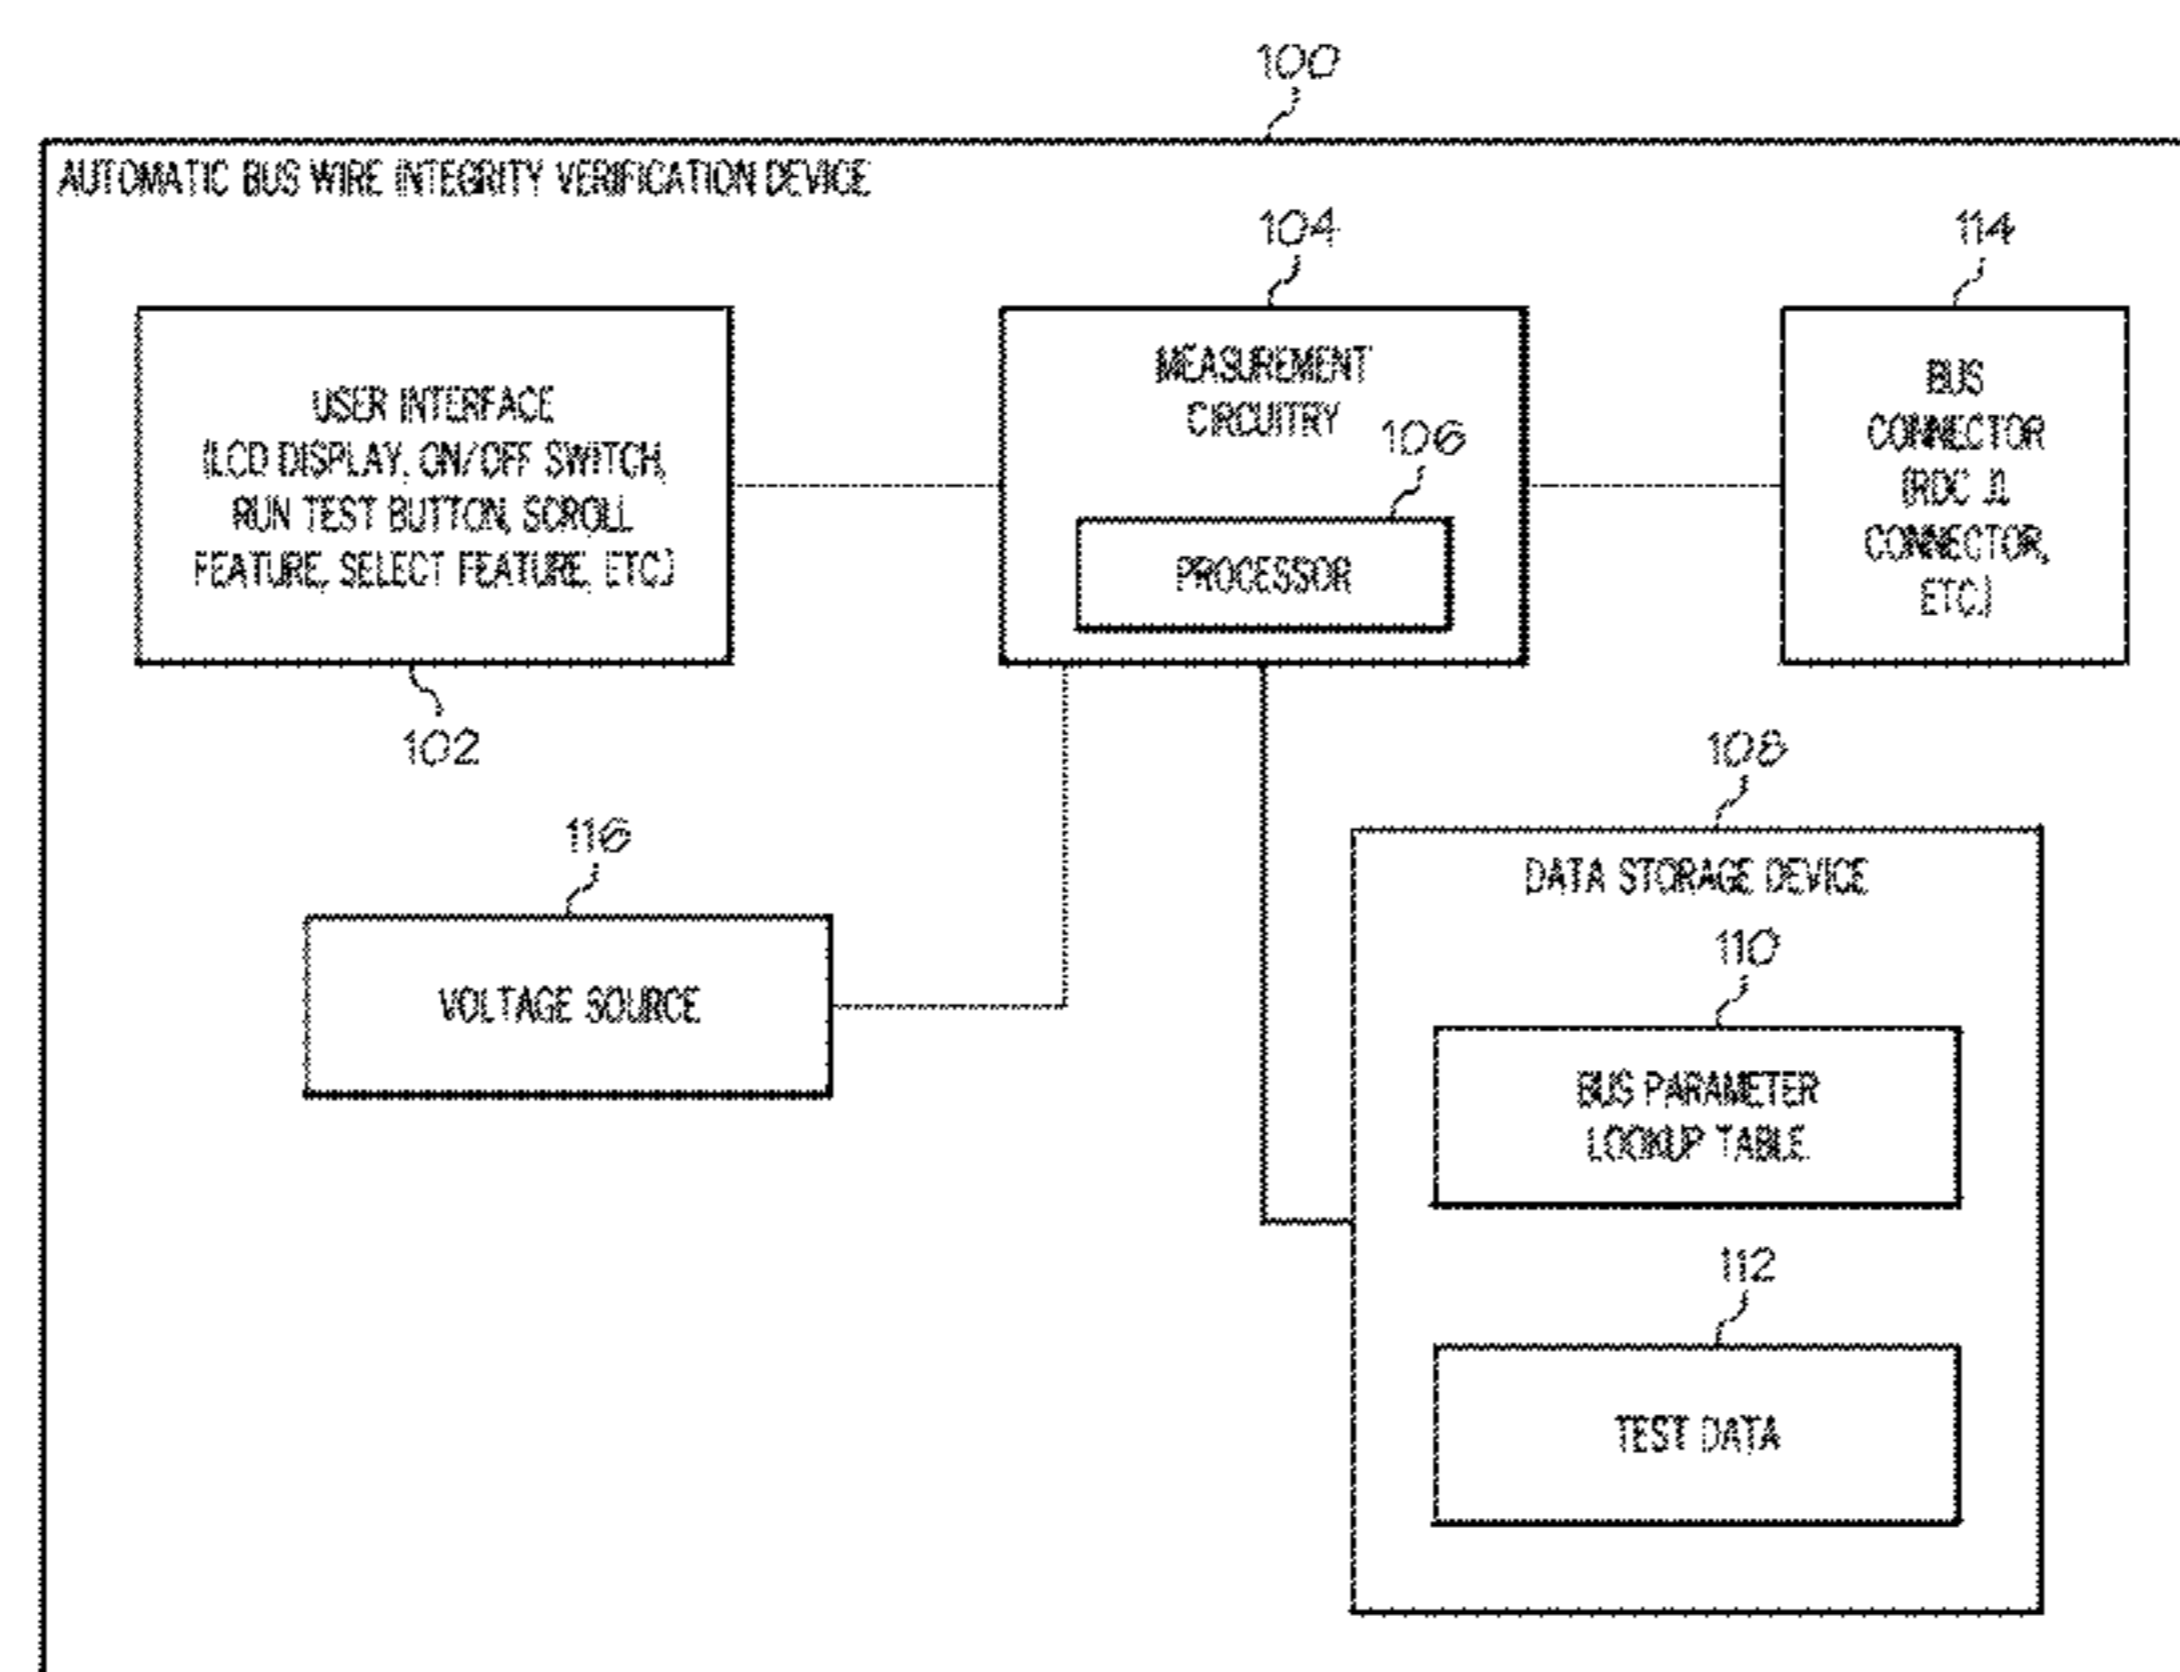 100
AUTOMATIC BUS WIRE INTEGRITY VERIFICATION DEVICE
104
114
USER INTERFACE
(LCD DISPLAY, ON/OFF SWITCH,
RUN TEST BUTTON, SCROLL
FEATURE, SELECT FEATURE, ETC.)
102
MEASUREMENT
CIRCUITRY
106
PROCESSOR
BUS
CONNECTOR
(RDC J1
CONNECTOR,
ETC.)
116
VOLTAGE SOURCE
108
DATA STORAGE DEVICE
110
BUS PARAMETER
LOOKUP TABLE
112
TEST DATA